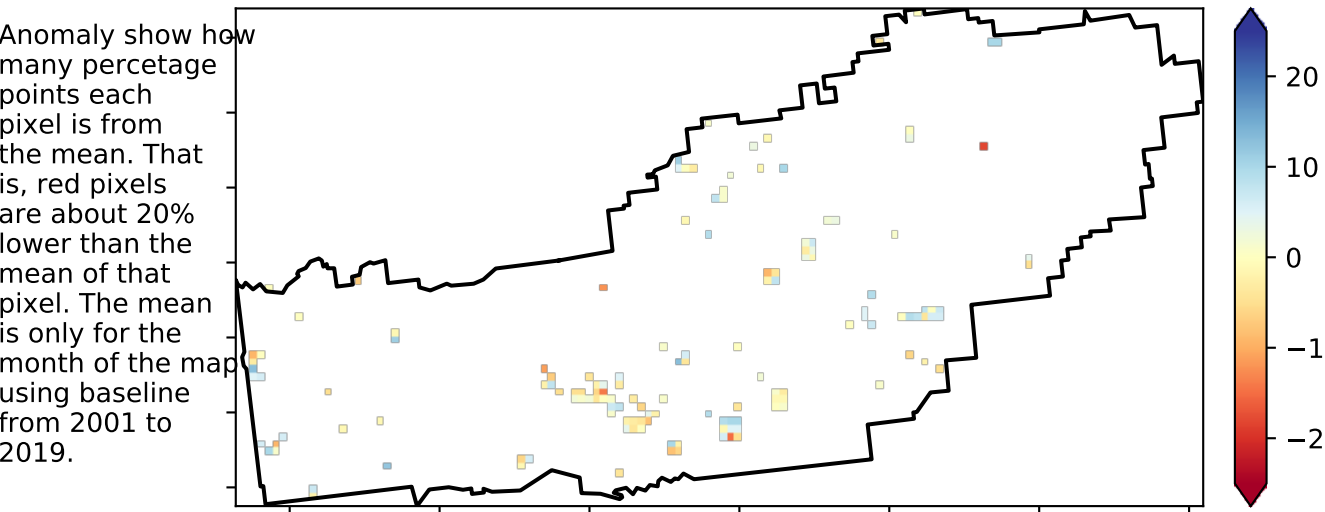 Anomaly show how
many percetage
points each
pixel is from
the mean. That
is, red pixels
are about 20%
lower than the
mean of that
pixel. The mean
is only for the
month of the map
using baseline
from 2001 to
2019.
20
10
0
−1
−2